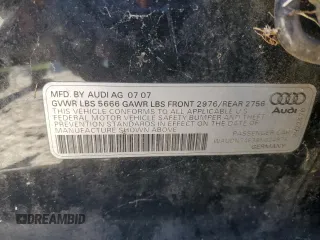 MFD. BY AUDI AG 07 07
GVWR LBS 5666 GAWR LBS FRONT 2976/REAR 2756
THIS VEHICLE CONFORMS TO ALL APPLICABLE U.S.
FEDERAL MOTOR VEHICLE SAFETY BUMPER AND THEFT
PREVENTION STANDARDS IN EFFECT ON THE DATE OF
MANUFACTURE SHOWN ABOVE.
Audi
PASSENGER CAR
GERMANY
DREAMBID